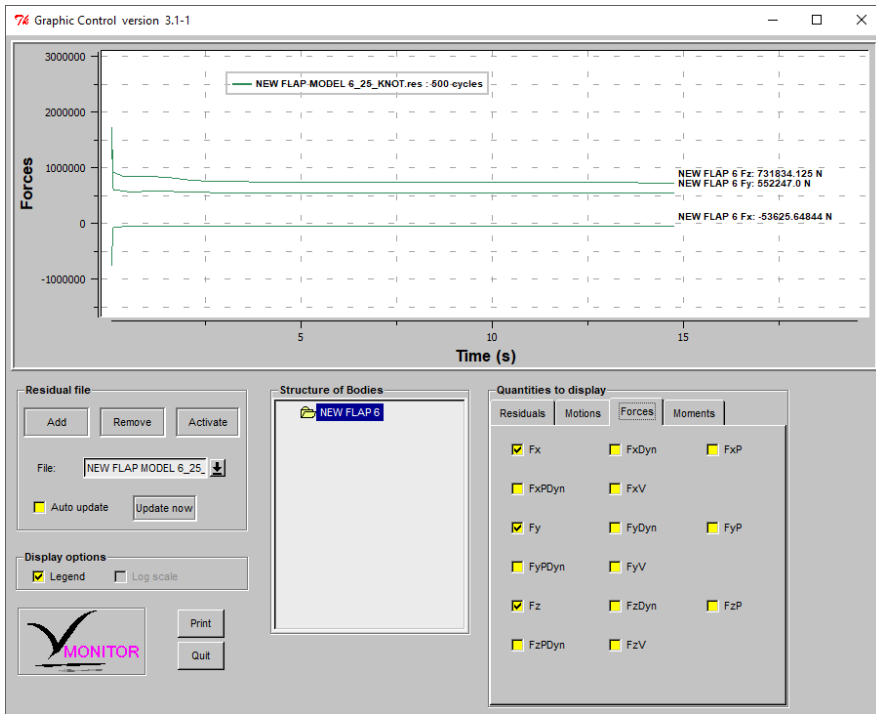 Graphic Control version 3.1-1
3000000
2000000
1000000
0
-1000000
Forces
NEW FLAP MODEL 6_25_KNOT.res : 500 cycles
NEW FLAP 6 Fz: 731834.125 N
NEW FLAP 6 Fy: 552247.0 N
NEW FLAP 6 Fx: -53625.64844 N
5 10 15
Time (s)
Residual file
Add Remove Activate
File: NEW FLAP MODEL 6_25_
Auto update Update now
Display options
Legend Log scale
MONITOR
Print
Quit
Structure of Bodies
NEW FLAP 6
Quantities to display
Residuals Motions Forces Moments
Fx FxDyn FxP
FxPDyn FxV
Fy FyDyn FyP
FyPDyn FyV
Fz FzDyn FzP
FzPDyn FzV